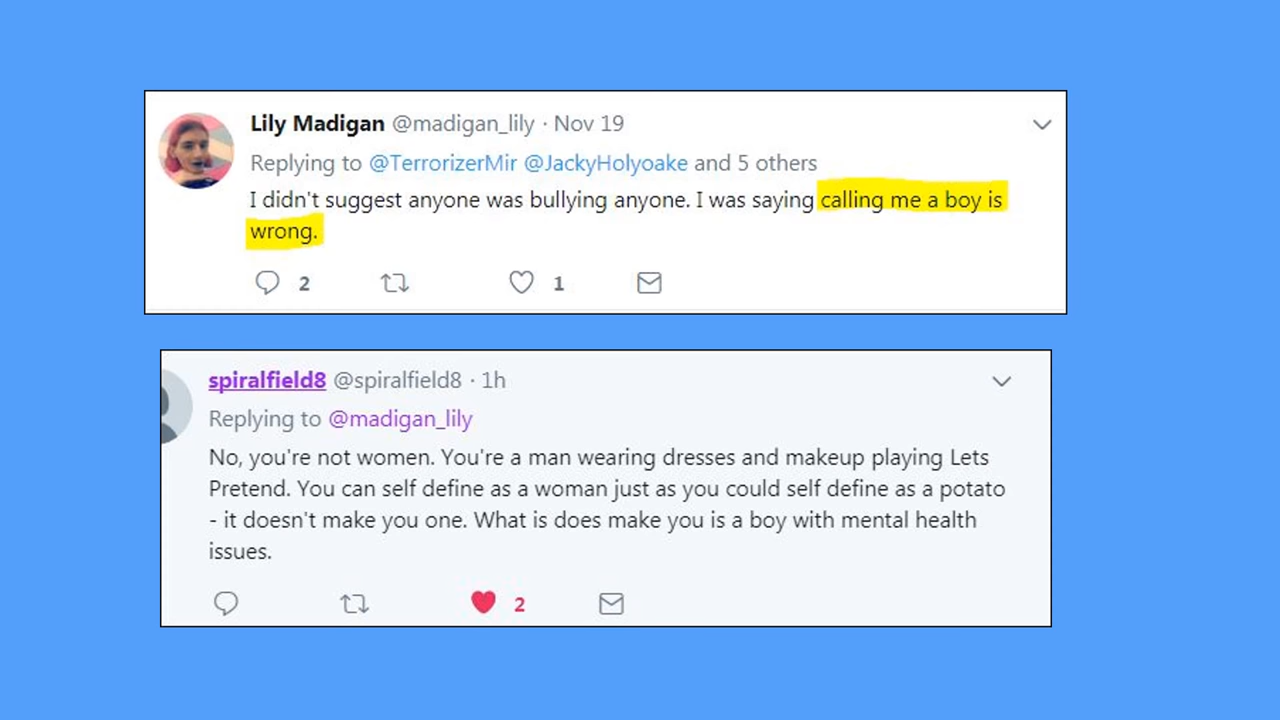 Lily Madigan @madigan_lily · Nov 19
Replying to @TerrorizerMir @JackyHolyoake and 5 others
I didn't suggest anyone was bullying anyone. I was saying calling me a boy is
wrong.
2 1
spiralfield8 @spiralfield8 · 1h
Replying to @madigan_lily
No, you're not women. You're a man wearing dresses and makeup playing Lets
Pretend. You can self define as a woman just as you could self define as a potato
- it doesn't make you one. What is does make you is a boy with mental health
issues.
2